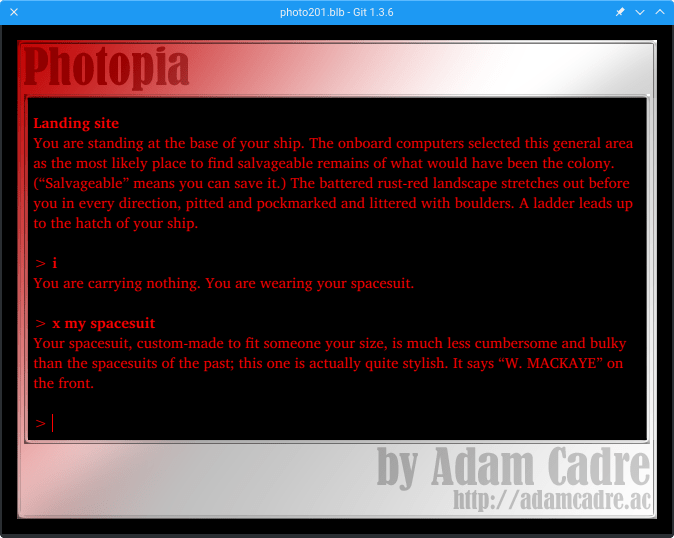 photo201.blb - Git 1.3.6
Photopia
Landing site
You are standing at the base of your ship. The onboard computers selected this general area
as the most likely place to find salvageable remains of what would have been the colony.
(“Salvageable” means you can save it.) The battered rust-red landscape stretches out before
you in every direction, pitted and pockmarked and littered with boulders. A ladder leads up
to the hatch of your ship.
> i
You are carrying nothing. You are wearing your spacesuit.
> x my spacesuit
Your spacesuit, custom-made to fit someone your size, is much less cumbersome and bulky
than the spacesuits of the past; this one is actually quite stylish. It says “W. MACKAYE” on
the front.
>
by Adam Cadre
http://adamcadre.ac